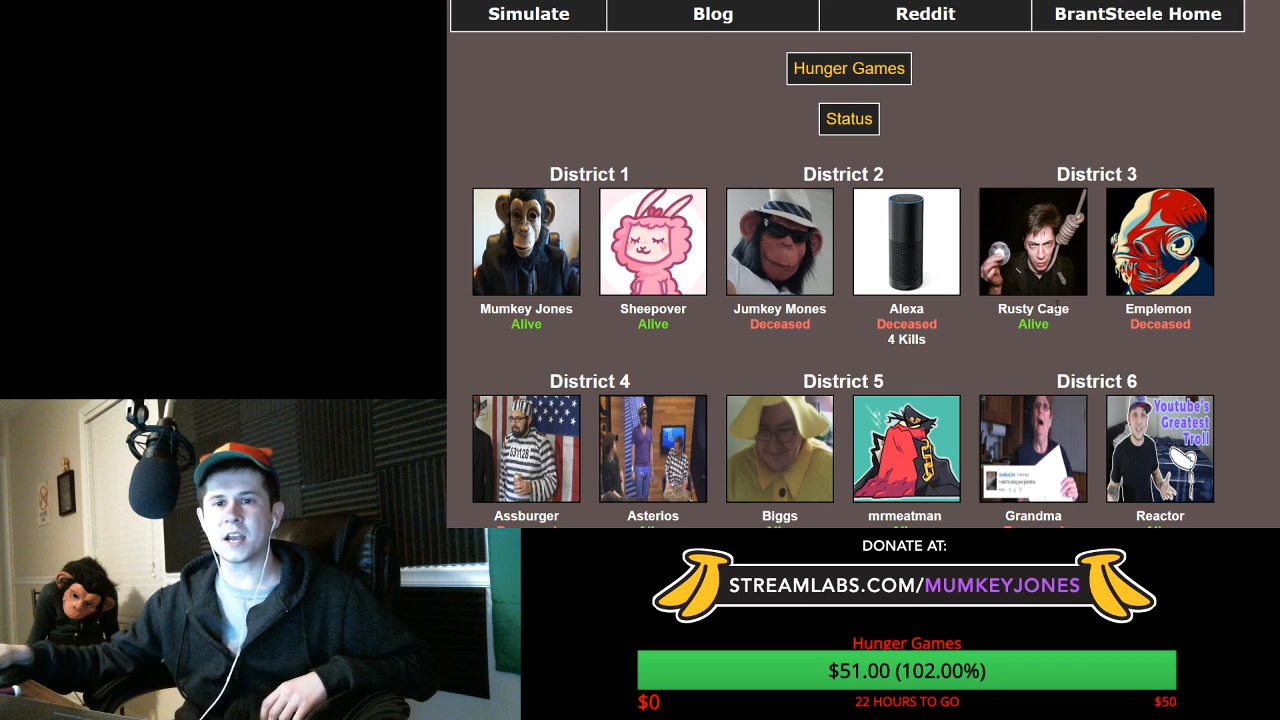 Simulate
Blog
Reddit
BrantSteele Home
Hunger Games
Status
District 1
District 2
District 3
Mumkey Jones
Sheepover
Jumkey Mones
Alexa
Rusty Cage
Emplemon
Alive
Alive
Deceased
Deceased
Alive
Deceased
4 Kills
District 4
District 5
District 6
631128
Youtube's
Greatest
Troll
Assburger
Asterios
Biggs
mrmeatman
Grandma
Reactor
DONATE AT:
STREAMLABS.COM/MUMKEYJONES
Hunger Games
$51.00 (102.00%)
$0
22 HOURS TO GO
$50